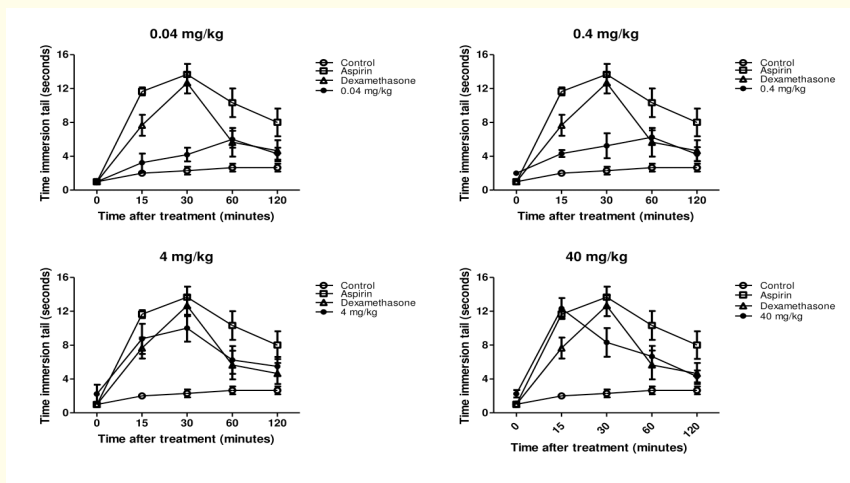 0.04 mg/kg
Time immersion tail (seconds)
16
12
8
4
0
0 15 30 60 120
Time after treatment (minutes)
Control
Aspirin
Dexamethasone
0.04 mg/kg
0.4 mg/kg
Time immersion tail (seconds)
16
12
8
4
0
0 15 30 60 120
Time after treatment (minutes)
Control
Aspirin
Dexamethasone
0.4 mg/kg
4 mg/kg
Time immersion tail (seconds)
16
12
8
4
0
0 15 30 60 120
Time after treatment (minutes)
Control
Aspirin
Dexamethasone
4 mg/kg
40 mg/kg
Time immersion tail (seconds)
16
12
8
4
0
0 15 30 60 120
Time after treatment (minutes)
Control
Aspirin
Dexamethasone
40 mg/kg